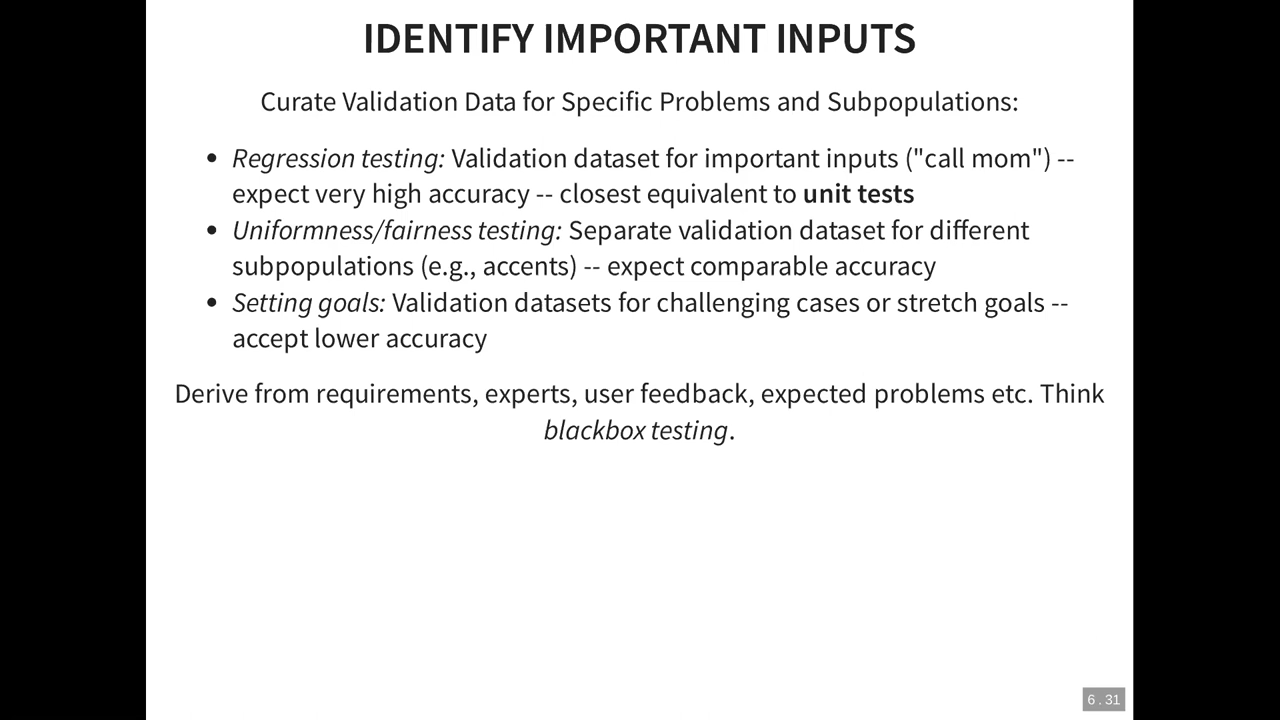 IDENTIFY IMPORTANT INPUTS
Curate Validation Data for Specific Problems and Subpopulations:
• Regression testing: Validation dataset for important inputs ("call mom") --
expect very high accuracy -- closest equivalent to unit tests
• Uniformness/fairness testing: Separate validation dataset for different
subpopulations (e.g., accents) -- expect comparable accuracy
• Setting goals: Validation datasets for challenging cases or stretch goals --
accept lower accuracy
Derive from requirements, experts, user feedback, expected problems etc. Think
blackbox testing.
6 . 31